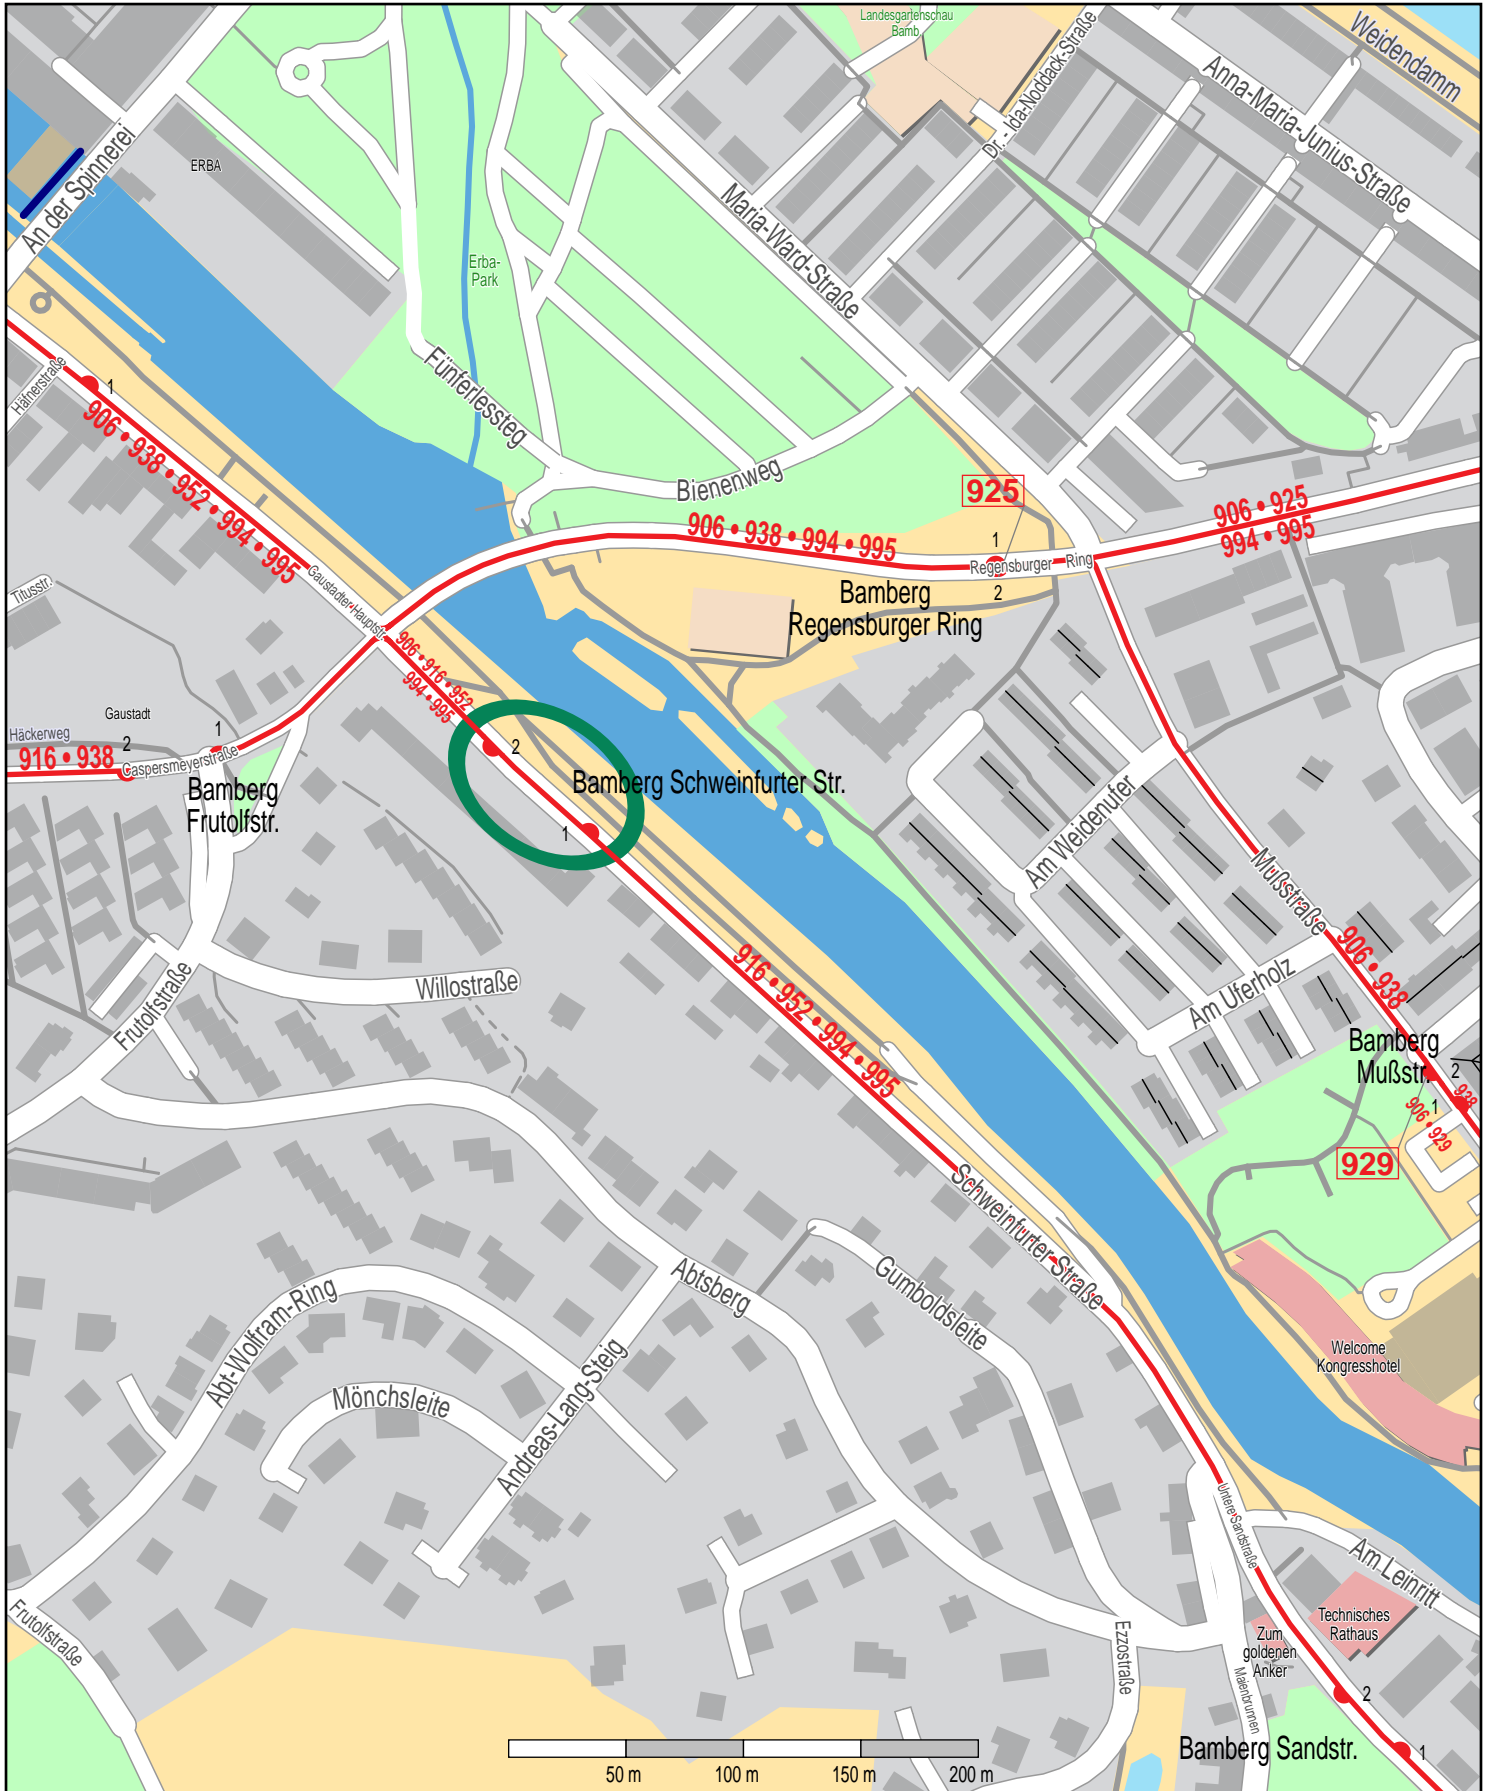 Landesgartenschau
Bamb.
Weidendamm
Dr.-Ida-Noddack-Straße
Anna-Maria-Junius-Straße
An der Spinnerei
ERBA
Maria-Ward-Straße
Erba-
Park
Häfnerstraße
1
906 • 938 • 952 • 994 • 995
Fünferlessteg
Bienenweg
925
906 • 925
994 • 995
906 • 938 • 994 • 995
1
Regensburger Ring
2
Bamberg
Regensburger Ring
Titusstr.
Gaustadter Hauptstr.
906 • 916 • 952
994 • 995
Gaustadt
Häckerweg
916 • 938
2
1
Caspersmeyerstraße
Bamberg
Frutolfstr.
2
Bamberg Schweinfurter Str.
1
Am Weidenufer
Mußstraße
906 • 938
916 • 952 • 994 • 995
Willostraße
Frutolfstraße
Am Uferholz
Bamberg
Mußstr.
2
1
938
906 • 929
929
Schweinfurter Straße
Abtsberg
Gumboldsleite
Abt-Wolfram-Ring
Mönchsleite
Andreas-Lang-Steig
Welcome
Kongresshotel
Untere Sandstraße
Am Leinritt
Technisches
Rathaus
Zum
goldenen
Anker
Frutolfstraße
Ezzostraße
Maienbrunnen
2
Bamberg Sandstr.
1
50 m
100 m
150 m
200 m